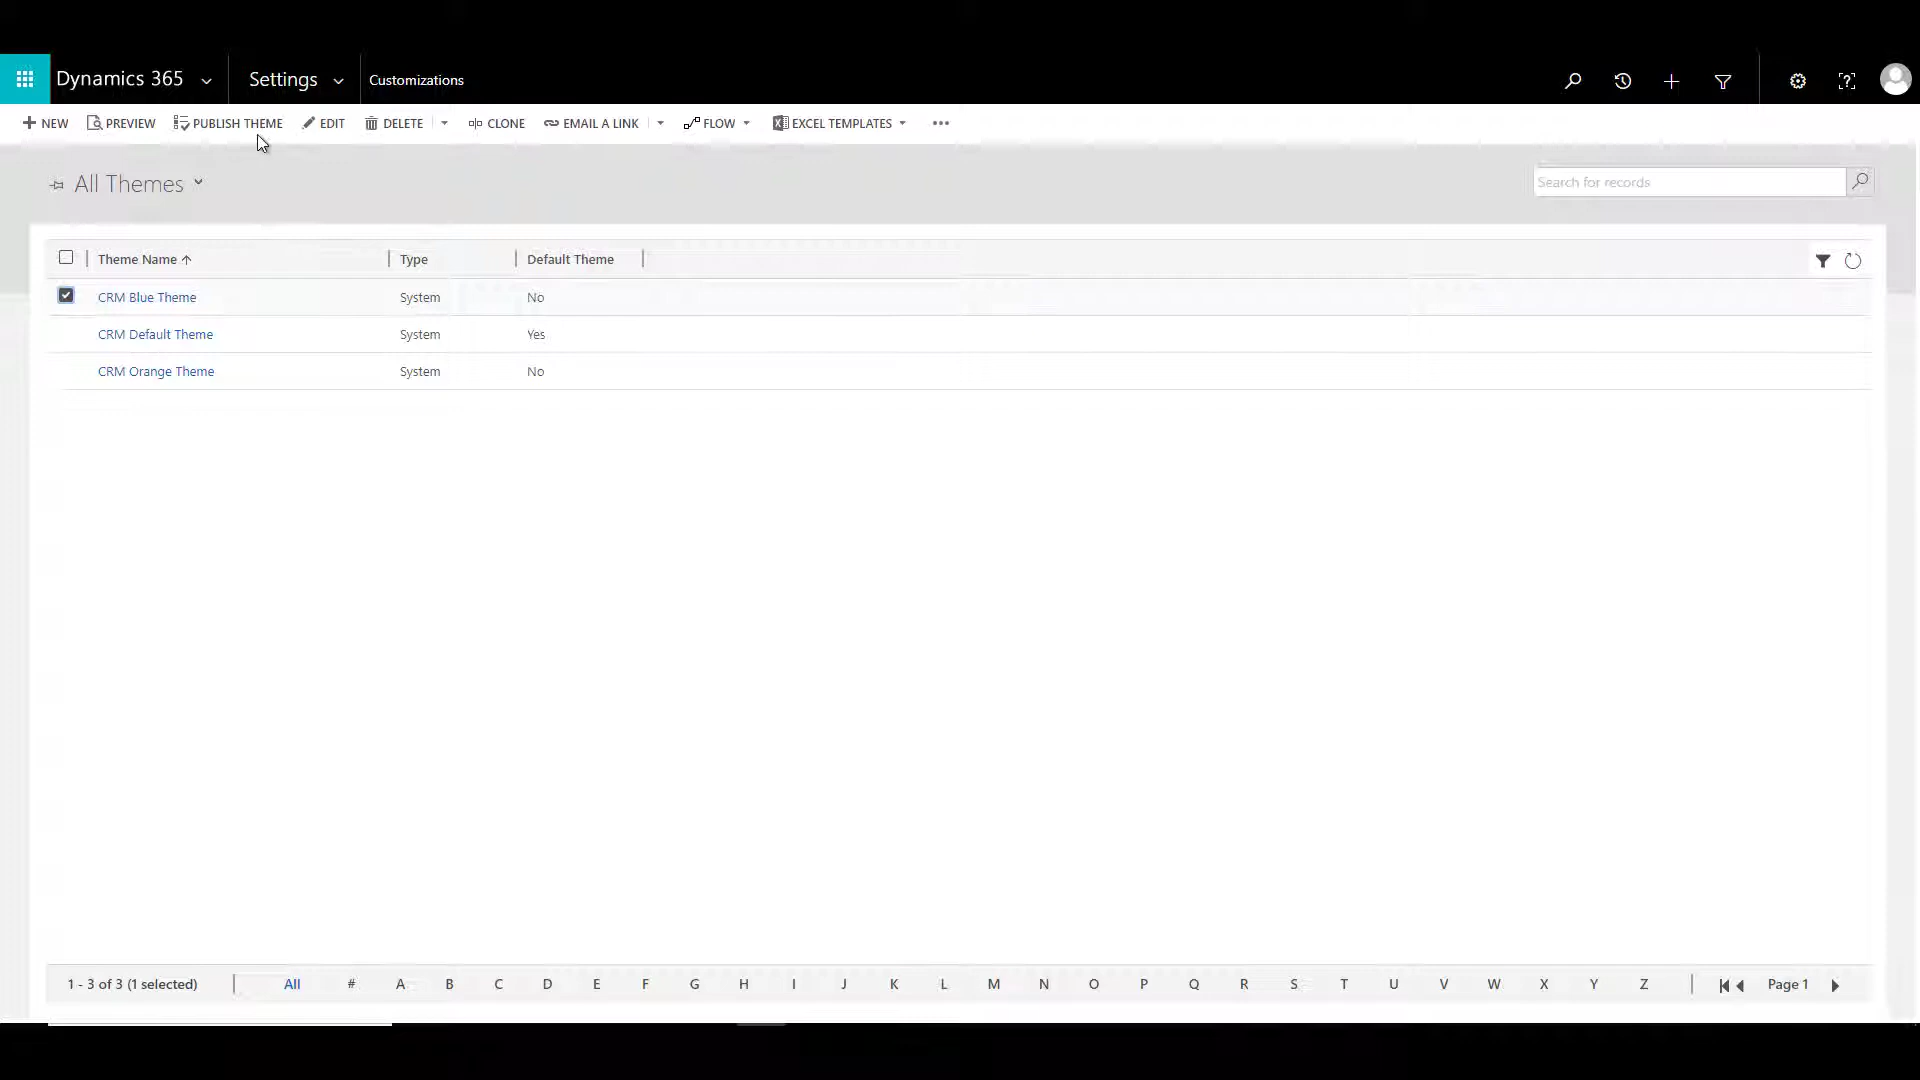 Dynamics 365 Settings Customizations
NEW PREVIEW PUBLISH THEME EDIT DELETE CLONE EMAIL A LINK FLOW EXCEL TEMPLATES •••
All Themes
Search for records
Theme Name Type Default Theme
CRM Blue Theme System No
CRM Default Theme System Yes
CRM Orange Theme System No
1 - 3 of 3 (1 selected) All # A B C D E F G H I J K L M N O P Q R S T U V W X Y Z Page 1